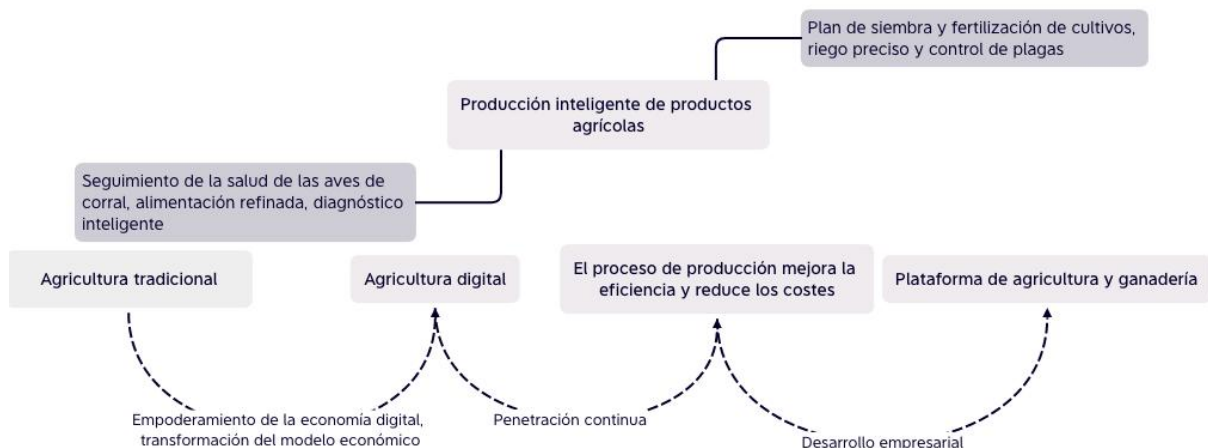 Plan de siembra y fertilización de cultivos,
riego preciso y control de plagas
Producción inteligente de productos
agrícolas
Seguimiento de la salud de las aves de
corral, alimentación refinada, diagnóstico
inteligente
Agricultura tradicional
Agricultura digital
El proceso de producción mejora la
eficiencia y reduce los costes
Plataforma de agricultura y ganadería
Empoderamiento de la economía digital,
transformación del modelo económico
Penetración continua
Desarrollo empresarial